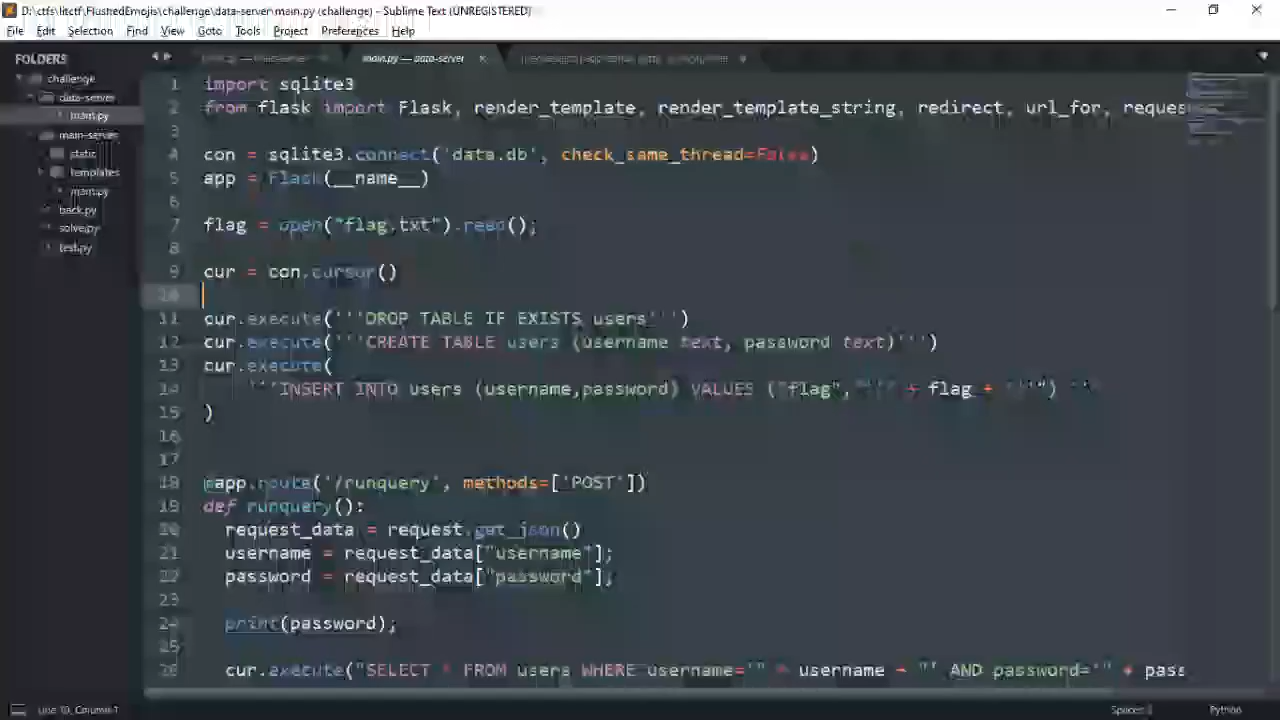 D:\ctfs\litctf\FlustedEmojis\challenge\data-server\main.py (challenge) - Sublime Text (UNREGISTERED)
File Edit Selection Find View Goto Tools Project Preferences Help
FOLDERS
challenge
data-server
main.py
main-server
static
templates
main.py
back.py
solve.py
test.py
main.py — data-server
1 import sqlite3
2 from flask import Flask, render_template, render_template_string, redirect, url_for, request
3
4 con = sqlite3.connect('data.db', check_same_thread=False)
5 app = Flask(__name__)
6
7 flag = open("flag.txt").read();
8
9 cur = con.cursor()
10
11 cur.execute('''DROP TABLE IF EXISTS users''')
12 cur.execute('''CREATE TABLE users (username text, password text)''')
13 cur.execute(
14 '''INSERT INTO users (username,password) VALUES ("flag", + flag + ")
15 )
16
17
18 @app.route('/runquery', methods=['POST'])
19 def runquery():
20 request_data = request.get_json()
21 username = request_data["username"];
22 password = request_data["password"];
23
24 print(password);
25
26 cur.execute("SELECT * FROM users WHERE username='" + username + "' AND password='" + pass
Line 10, Column 1
Python